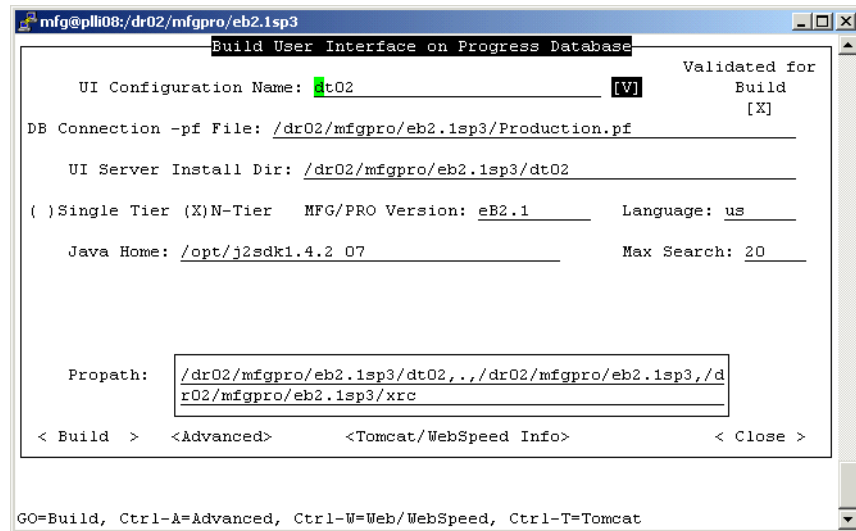 mfg@plli08:/dr02/mfgpro/eb2.1sp3
Build User Interface on Progress Database
Validated for
UI Configuration Name: dt02 [V] Build
[X]
DB Connection -pf File: /dr02/mfgpro/eb2.1sp3/Production.pf
UI Server Install Dir: /dr02/mfgpro/eb2.1sp3/dt02
( )Single Tier (X)N-Tier MFG/PRO Version: eB2.1 Language: us
Java Home: /opt/j2sdk1.4.2_07 Max Search: 20
Propath: /dr02/mfgpro/eb2.1sp3/dt02,.,/dr02/mfgpro/eb2.1sp3,/d
r02/mfgpro/eb2.1sp3/xrc
< Build > <Advanced> <Tomcat/WebSpeed Info> < Close >
GO=Build, Ctrl-A=Advanced, Ctrl-W=Web/WebSpeed, Ctrl-T=Tomcat